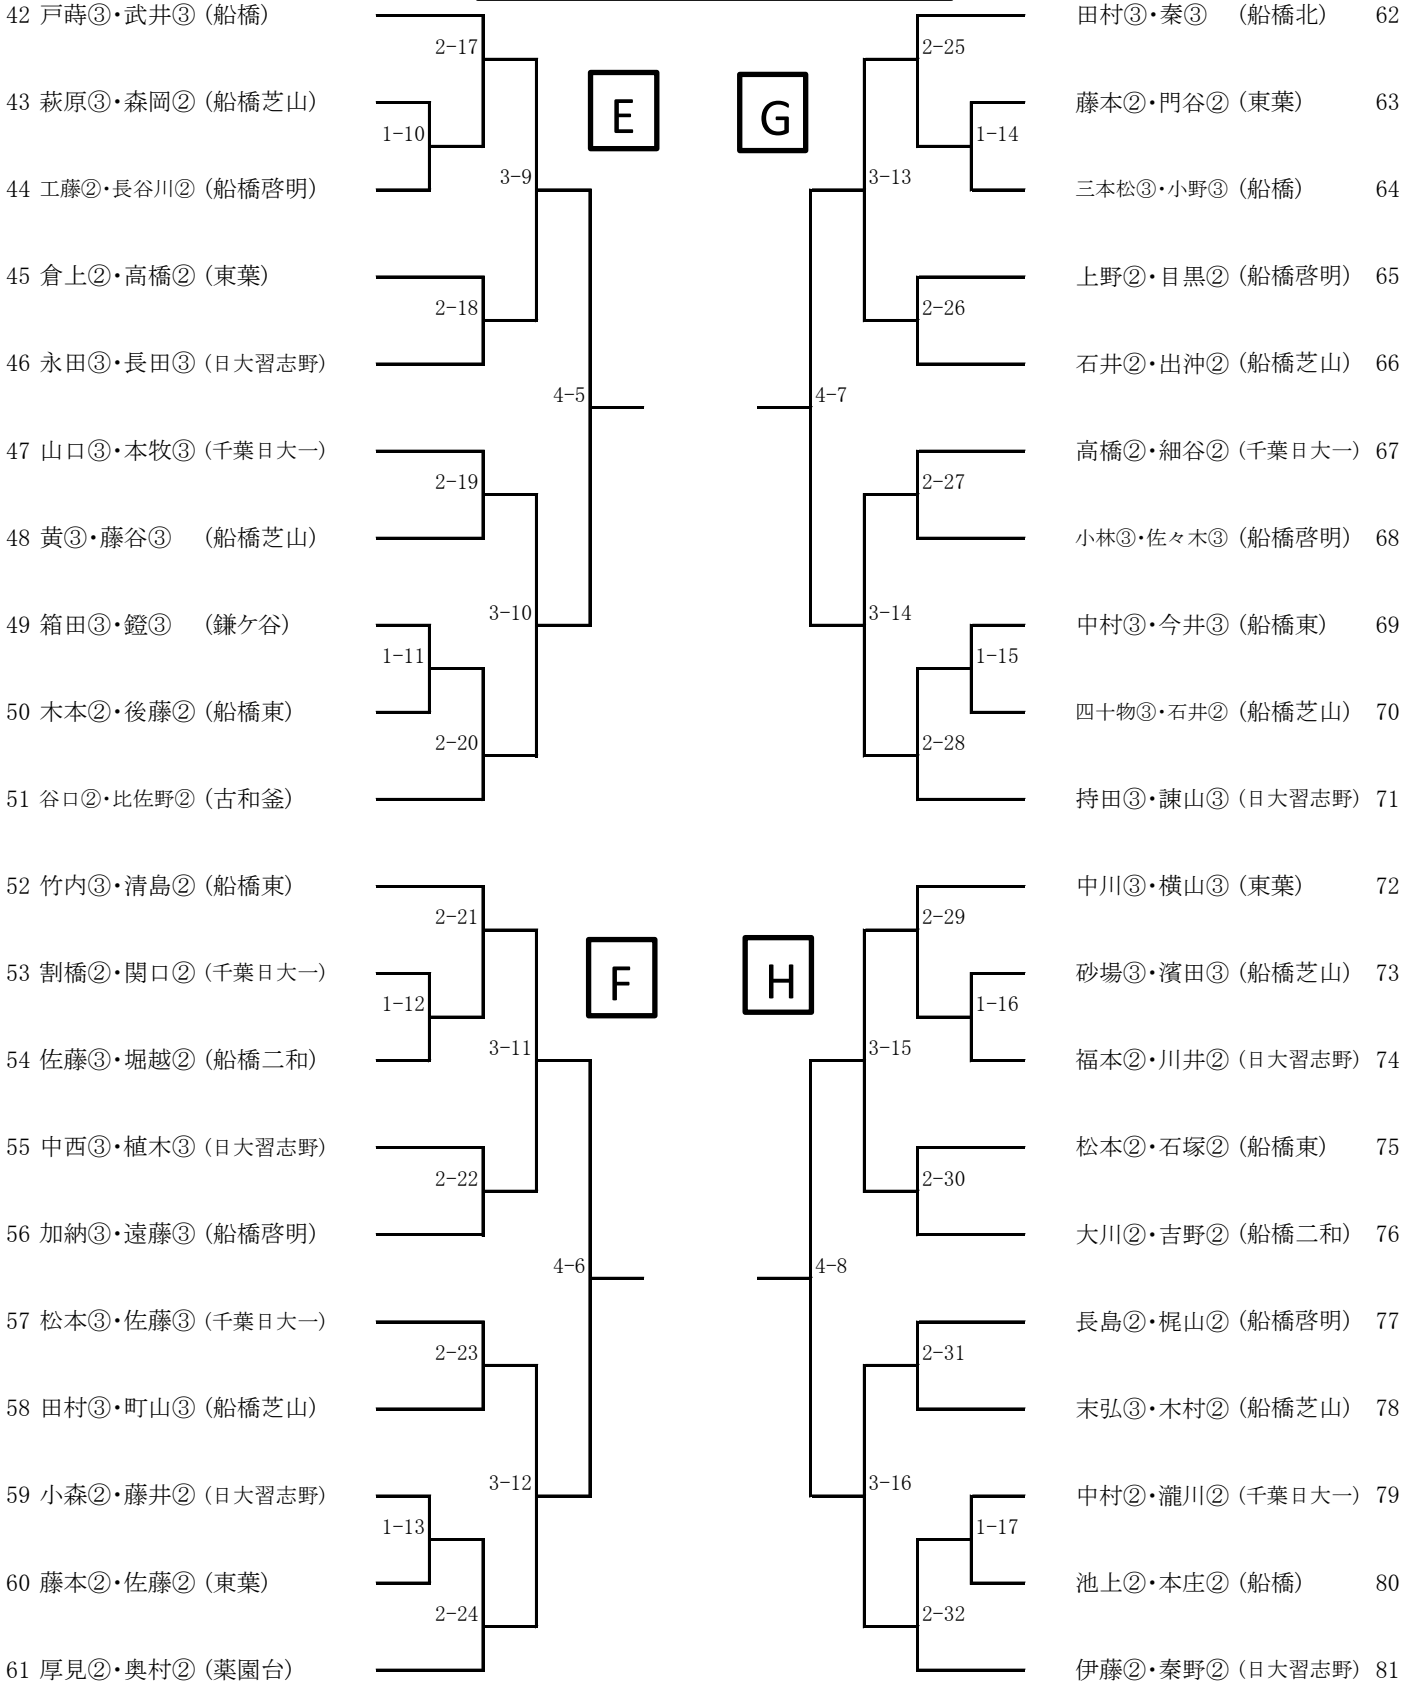 42 戸蒔③・武井③ (船橋)
2-17
43 萩原③・森岡② (船橋芝山)
1-10
44 工藤②・長谷川② (船橋啓明)
3-9
45 倉上②・高橋② (東葉)
2-18
46 永田③・長田③ (日大習志野)
E
4-5
47 山口③・本牧③ (千葉日大一)
2-19
48 黄③・藤谷③ (船橋芝山)
3-10
49 箱田③・鐙③ (鎌ケ谷)
1-11
50 木本②・後藤② (船橋東)
2-20
51 谷口②・比佐野② (古和釜)
52 竹内③・清島② (船橋東)
2-21
53 割橋②・関口② (千葉日大一)
1-12
54 佐藤③・堀越② (船橋二和)
3-11
55 中西③・植木③ (日大習志野)
2-22
56 加納③・遠藤③ (船橋啓明)
F
4-6
57 松本③・佐藤③ (千葉日大一)
2-23
58 田村③・町山③ (船橋芝山)
3-12
59 小森②・藤井② (日大習志野)
1-13
60 藤本②・佐藤② (東葉)
2-24
61 厚見②・奥村② (薬園台)
田村③・秦③ (船橋北) 62
2-25
藤本②・門谷② (東葉) 63
1-14
三本松③・小野③ (船橋) 64
3-13
上野②・目黒② (船橋啓明) 65
2-26
石井②・出沖② (船橋芝山) 66
G
4-7
高橋②・細谷② (千葉日大一) 67
2-27
小林③・佐々木③ (船橋啓明) 68
3-14
中村③・今井③ (船橋東) 69
1-15
四十物③・石井② (船橋芝山) 70
2-28
持田③・諌山③ (日大習志野) 71
中川③・横山③ (東葉) 72
2-29
砂場③・濱田③ (船橋芝山) 73
1-16
福本②・川井② (日大習志野) 74
3-15
松本②・石塚② (船橋東) 75
2-30
大川②・吉野② (船橋二和) 76
H
4-8
長島②・梶山② (船橋啓明) 77
2-31
末弘③・木村② (船橋芝山) 78
3-16
中村②・瀧川② (千葉日大一) 79
1-17
池上②・本庄② (船橋) 80
2-32
伊藤②・秦野② (日大習志野) 81